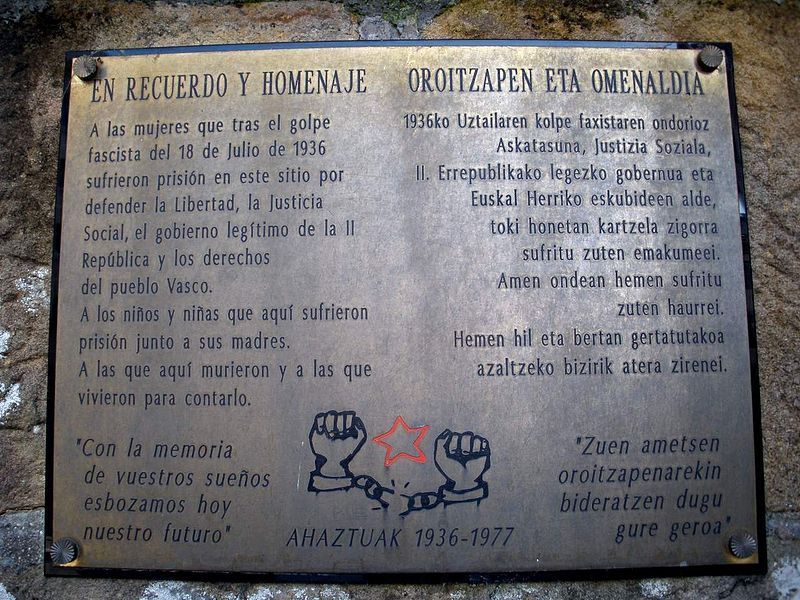 EN RECUERDO Y HOMENAJE
A las mujeres que tras el golpe
fascista del 18 de Julio de 1936
sufrieron prisión en este sitio por
defender la Libertad, la Justicia
Social, el gobierno legítimo de la II
República y los derechos
del pueblo Vasco.
A los niños y niñas que aquí sufrieron
prisión junto a sus madres.
A las que aquí murieron y a las que
vivieron para contarlo.
"Con la memoria
de vuestros sueños
esbozamos hoy
nuestro futuro"
OROITZAPEN ETA OMENALDIA
1936ko Uztailaren kolpe faxistaren ondorioz
Askatasuna, Justizia Soziala,
II. Errepublikako legezko gobernua eta
Euskal Herriko eskubideen alde,
toki honetan kartzela zigorra
sufritu zuten emakumeei.
Amen ondean hemen sufritu
zuten haurrei.
Hemen hil eta bertan gertatutakoa
azaltzeko bizirik atera zirenei.
"Zuen ametsen
oroitzapenarekin
bideratzen dugu
gure geroa"
AHAZTUAK 1936-1977